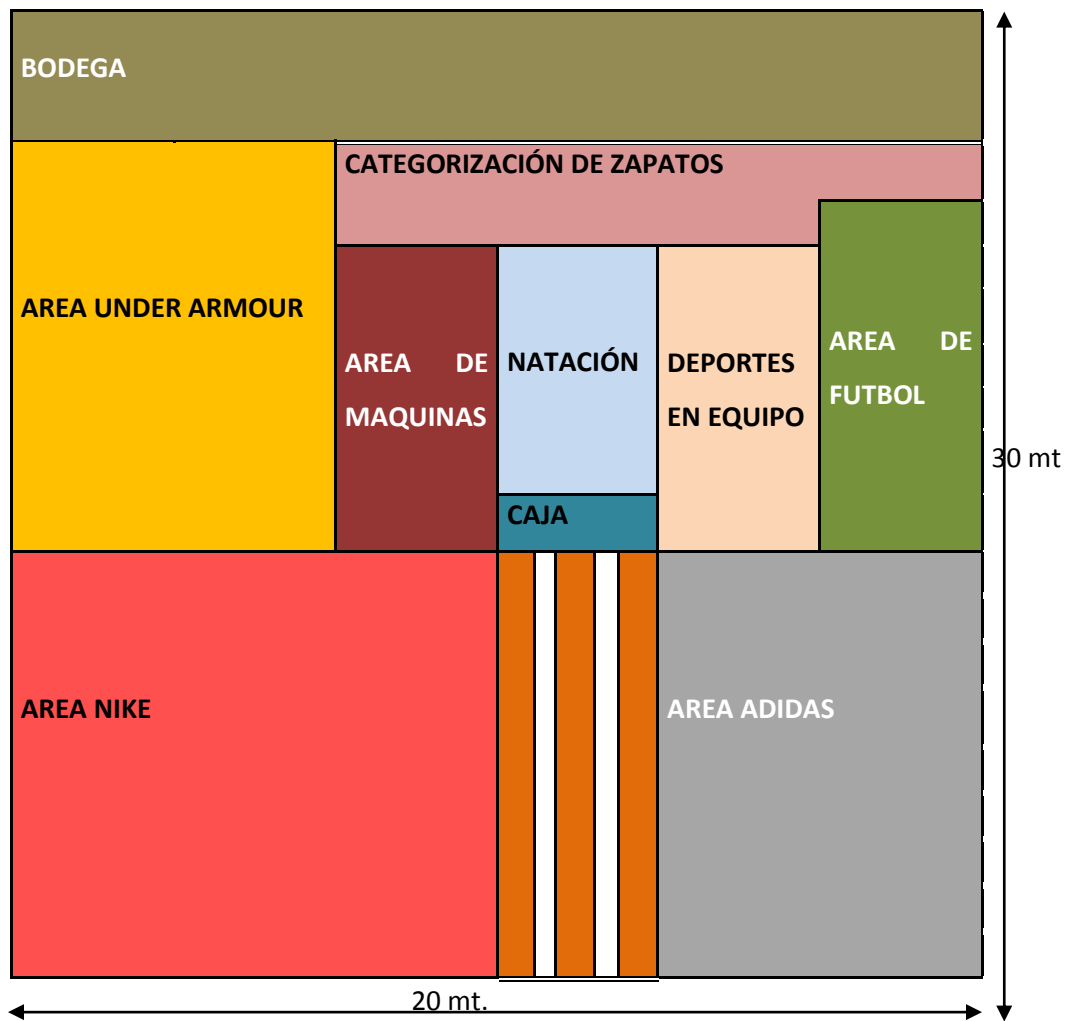 BODEGA
CATEGORIZACIÓN DE ZAPATOS
AREA UNDER ARMOUR
AREA DE
MAQUINAS
NATACIÓN
DEPORTES
EN EQUIPO
AREA DE
FUTBOL
30 mt
CAJA
AREA NIKE
AREA ADIDAS
20 mt.